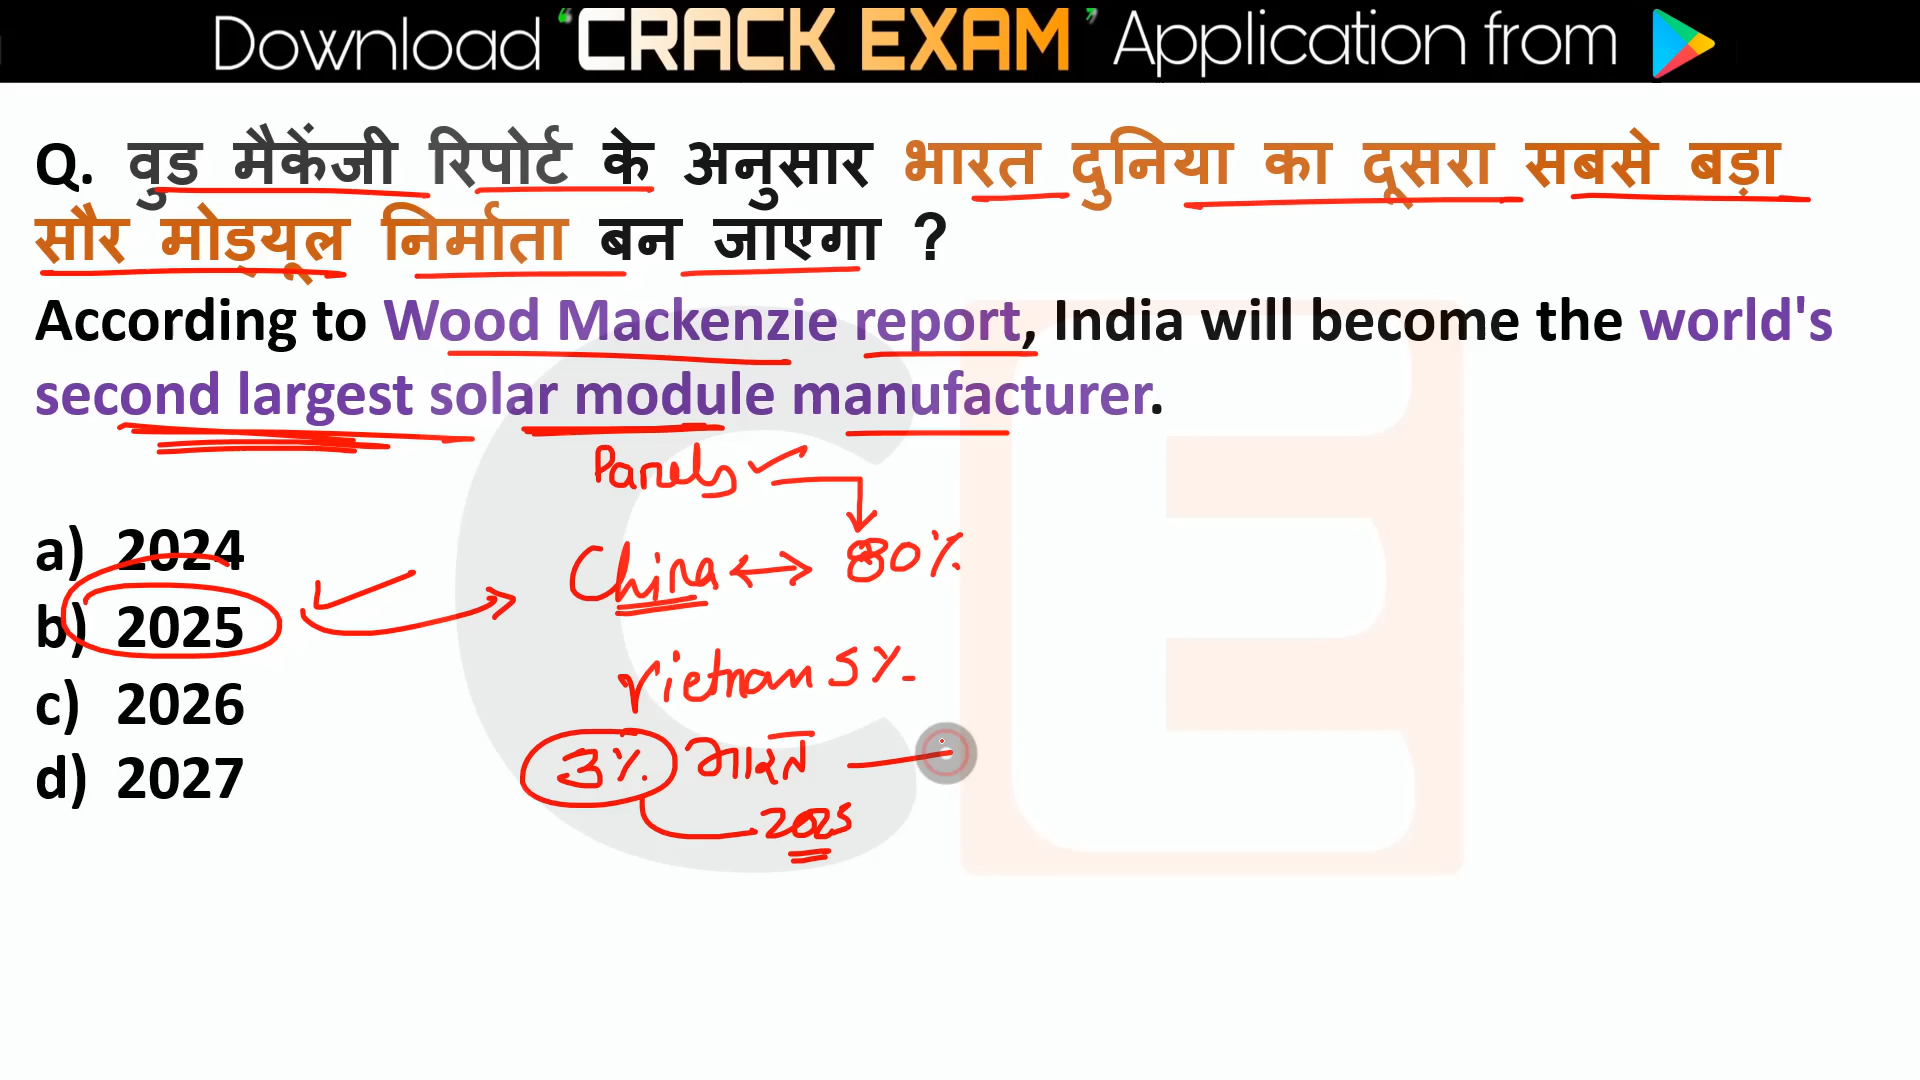 Download ‘CRACK EXAM’ Application from
Q. वुड मैकेंजी रिपोर्ट के अनुसार भारत दुनिया का दूसरा सबसे बड़ा
सौर मोड्यूल निर्माता बन जाएगा ?
According to Wood Mackenzie report, India will become the world's
second largest solar module manufacturer.
Panels
a) 2024
China 80%
b) 2025
Vietnam 5%
c) 2026
3% भारत
d) 2027
2025
CE